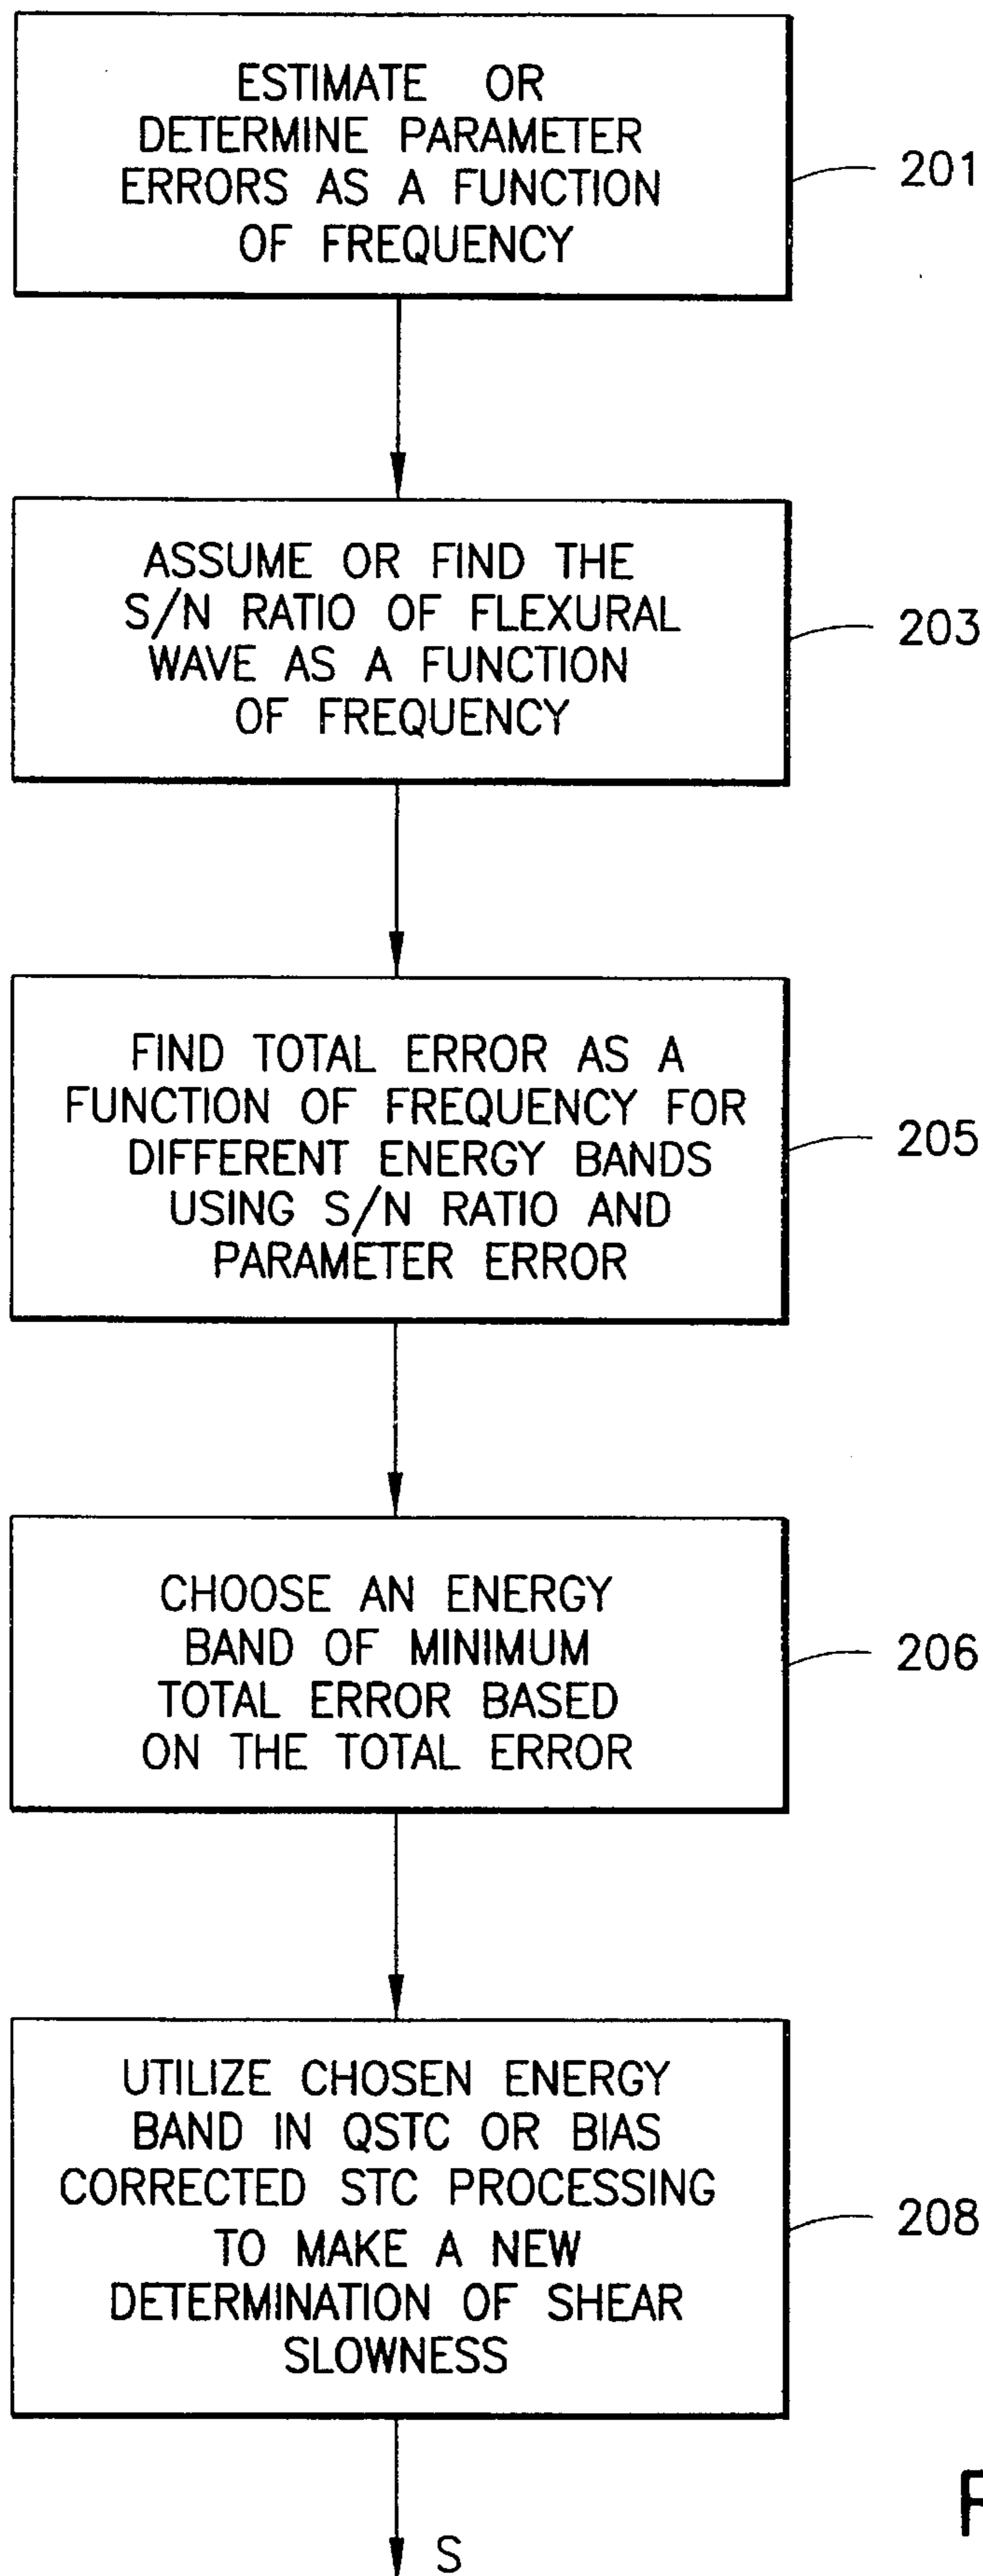 ESTIMATE OR
DETERMINE PARAMETER
ERRORS AS A FUNCTION
OF FREQUENCY
201
ASSUME OR FIND THE
S/N RATIO OF FLEXURAL
WAVE AS A FUNCTION
OF FREQUENCY
203
FIND TOTAL ERROR AS A
FUNCTION OF FREQUENCY FOR
DIFFERENT ENERGY BANDS
USING S/N RATIO AND
PARAMETER ERROR
205
CHOOSE AN ENERGY
BAND OF MINIMUM
TOTAL ERROR BASED
ON THE TOTAL ERROR
206
UTILIZE CHOSEN ENERGY
BAND IN QSTC OR BIAS
CORRECTED STC PROCESSING
TO MAKE A NEW
DETERMINATION OF SHEAR
SLOWNESS
208
S